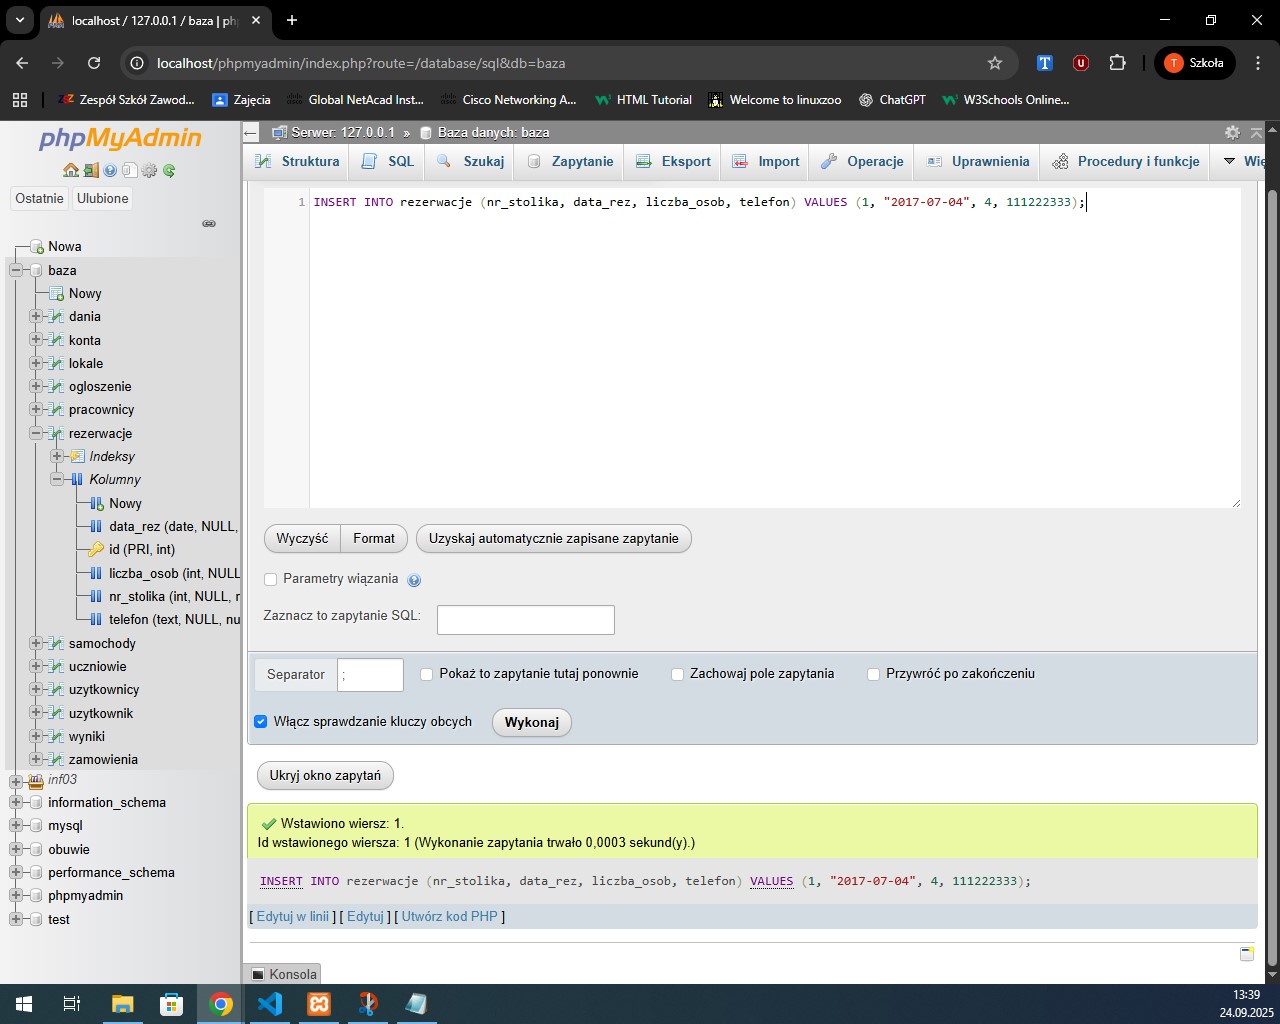 localhost / 127.0.0.1 / baza | ph
localhost/phpmyadmin/index.php?route=/database/sql&db=baza
T
u
T Szkoła
Zespół Szkół Zawod...
Zajęcia
Global NetAcad Inst...
Cisco Networking A...
HTML Tutorial
Welcome to linuxzoo
ChatGPT
W3Schools Online...
phpMyAdmin
Ostatnie
Ulubione
Nowa
baza
Nowy
dania
konta
lokale
ogloszenie
pracownicy
rezerwacje
Indeksy
Kolumny
Nowy
data_rez (date, NULL,
id (PRI, int)
liczba_osob (int, NULL
nr_stolika (int, NULL, n
telefon (text, NULL, nu
samochody
uczniowie
uzytkownicy
uzytkownik
wyniki
zamowienia
inf03
information_schema
mysql
obuwie
performance_schema
phpmyadmin
test
Serwer: 127.0.0.1 » Baza danych: baza
Struktura
SQL
Szukaj
Zapytanie
Eksport
Import
Operacje
Uprawnienia
Procedury i funkcje
Wię
1 INSERT INTO rezerwacje (nr_stolika, data_rez, liczba_osob, telefon) VALUES (1, "2017-07-04", 4, 111222333);
Wyczyść
Format
Uzyskaj automatycznie zapisane zapytanie
Parametry wiązania
Zaznacz to zapytanie SQL:
Separator ;
Pokaż to zapytanie tutaj ponownie
Zachowaj pole zapytania
Przywróć po zakończeniu
Włącz sprawdzanie kluczy obcych
Wykonaj
Ukryj okno zapytań
Wstawiono wiersz: 1.
Id wstawionego wiersza: 1 (Wykonanie zapytania trwało 0,0003 sekund(y).)
INSERT INTO rezerwacje (nr_stolika, data_rez, liczba_osob, telefon) VALUES (1, "2017-07-04", 4, 111222333);
[ Edytuj w linii ] [ Edytuj ] [ Utwórz kod PHP ]
Konsola
13:39
24.09.2025